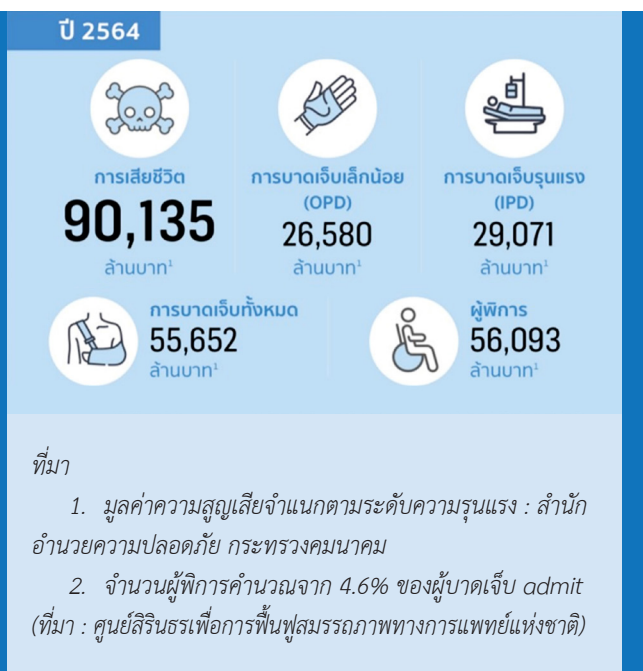 ปี 2564
การเสียชีวิต
90,135
ล้านบาท¹
การบาดเจ็บเล็กน้อย
(OPD)
26,580
ล้านบาท¹
การบาดเจ็บรุนแรง
(IPD)
29,071
ล้านบาท¹
การบาดเจ็บทั้งหมด
55,652
ล้านบาท¹
ผู้พิการ
56,093
ล้านบาท¹
ที่มา
1. มูลค่าความสูญเสียจำแนกตามระดับความรุนแรง : สำนัก
อำนวยความปลอดภัย กระทรวงคมนาคม
2. จำนวนผู้พิการคำนวณจาก 4.6% ของผู้บาดเจ็บ admit
(ที่มา : ศูนย์สิรินธรเพื่อการฟื้นฟูสมรรถภาพทางการแพทย์แห่งชาติ)